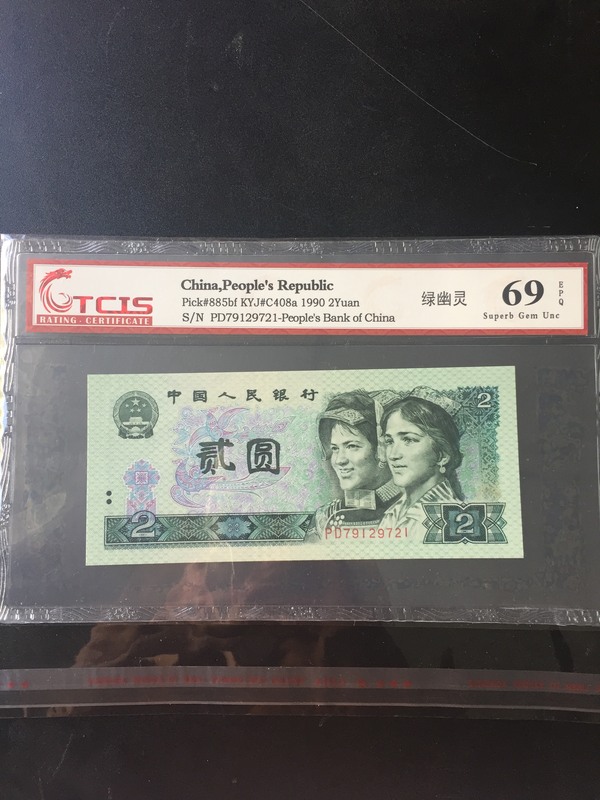 TCIS
RATING - CERTIFICATE
China,People's Republic
Pick#885bf KYJ#C408a 1990 2Yuan
S/N PD79129721-People's Bank of China
绿幽灵
69
EPQ
Superb Gem Unc
中国人民银行
2
贰圆
2
PD79129721
2